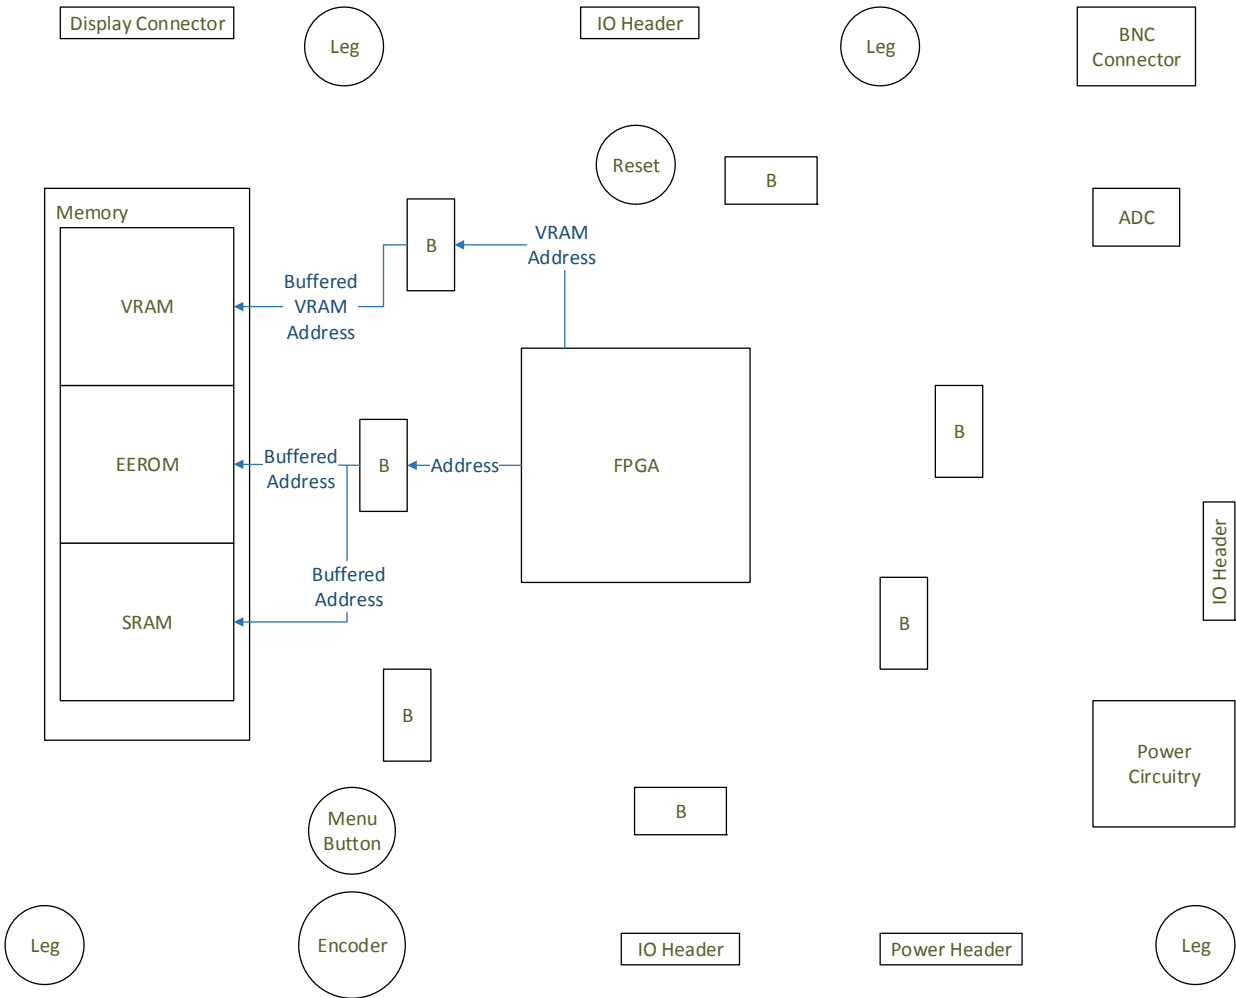 Display Connector
Leg
IO Header
Leg
BNC
Connector
Reset
B
ADC
Memory
B
VRAM
Address
Buffered
VRAM
Address
VRAM
B
EEROM
Buffered
Address
B
Address
FPGA
IO Header
Buffered
Address
SRAM
B
B
Power
Circuitry
Menu
Button
B
Leg
Encoder
IO Header
Power Header
Leg